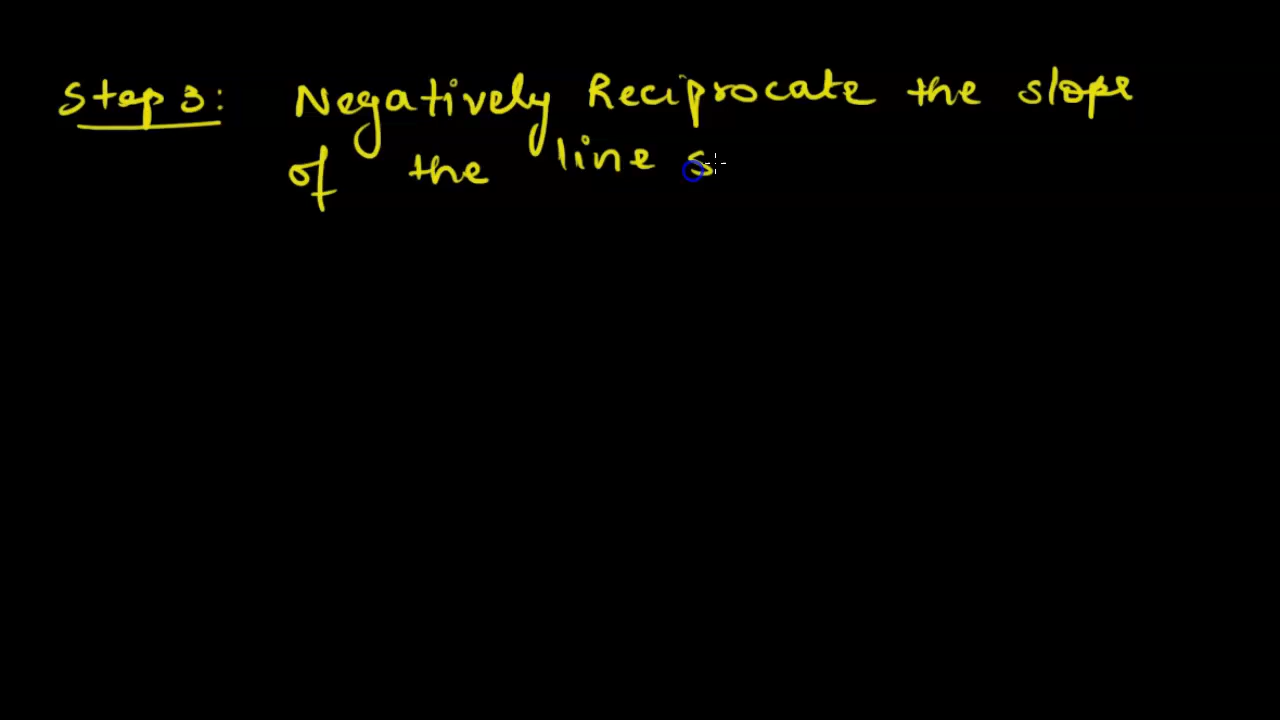 Step 3: Negatively Reciprocate the slope
of the line s